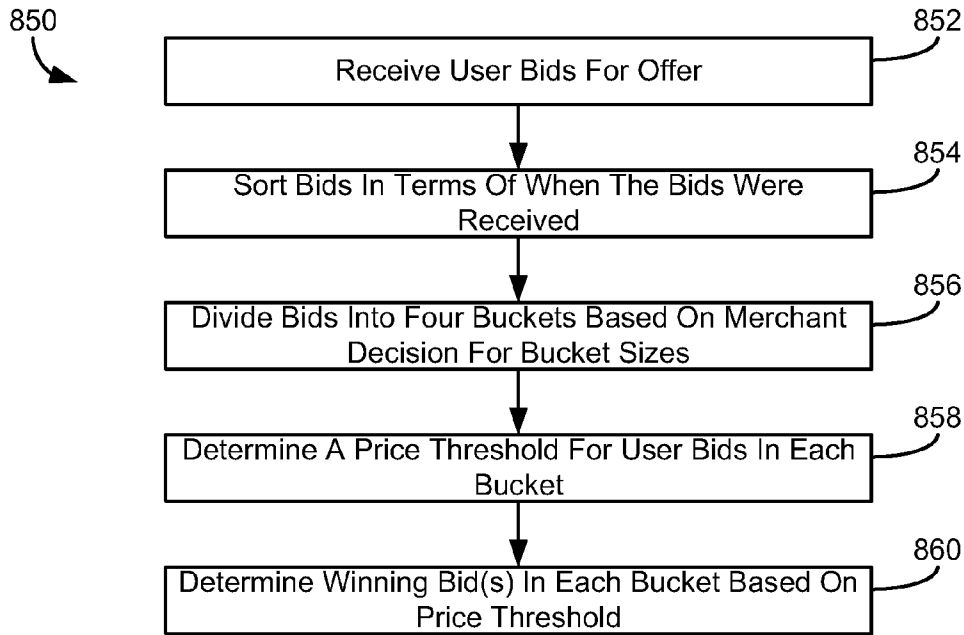 850
852
Receive User Bids For Offer
854
Sort Bids In Terms Of When The Bids Were
Received
856
Divide Bids Into Four Buckets Based On Merchant
Decision For Bucket Sizes
858
Determine A Price Threshold For User Bids In Each
Bucket
860
Determine Winning Bid(s) In Each Bucket Based On
Price Threshold